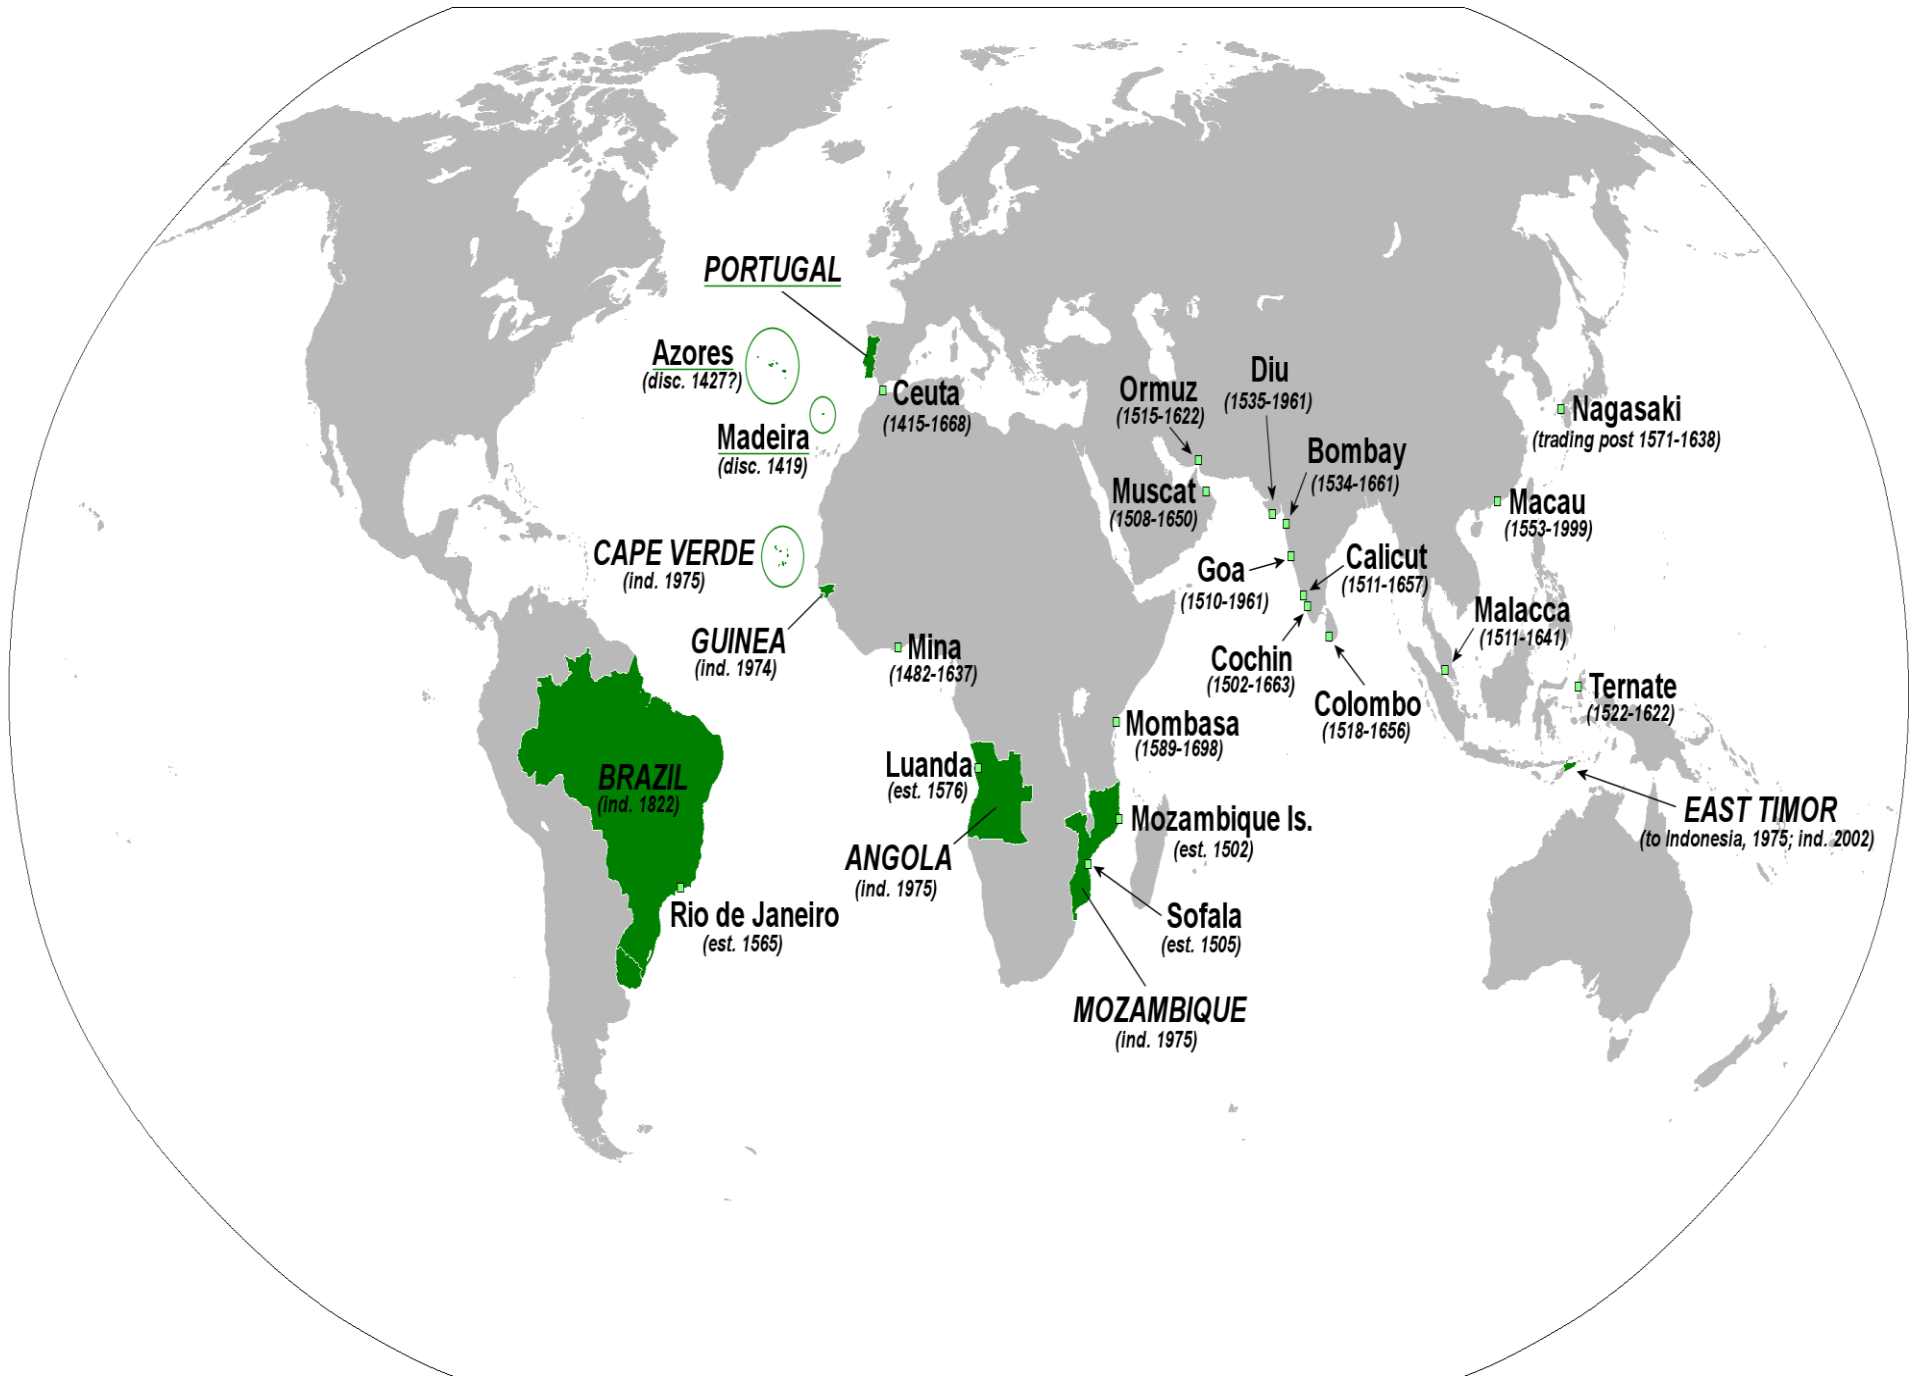 PORTUGAL
Azores
(disc. 1427?)
Madeira
(disc. 1419)
Ceuta
(1415-1668)
CAPE VERDE
(ind. 1975)
GUINEA
(ind. 1974)
Mina
(1482-1637)
BRAZIL
(ind. 1822)
Rio de Janeiro
(est. 1565)
Luanda
(est. 1576)
ANGOLA
(ind. 1975)
Mombasa
(1589-1698)
Mozambique Is.
(est. 1502)
Sofala
(est. 1505)
MOZAMBIQUE
(ind. 1975)
Ormuz
(1515-1622)
Muscat
(1508-1650)
Diu
(1535-1961)
Bombay
(1534-1661)
Goa
(1510-1961)
Calicut
(1511-1657)
Cochin
(1502-1663)
Colombo
(1518-1656)
Nagasaki
(trading post 1571-1638)
Macau
(1553-1999)
Malacca
(1511-1641)
Ternate
(1522-1622)
EAST TIMOR
(to Indonesia, 1975; ind. 2002)